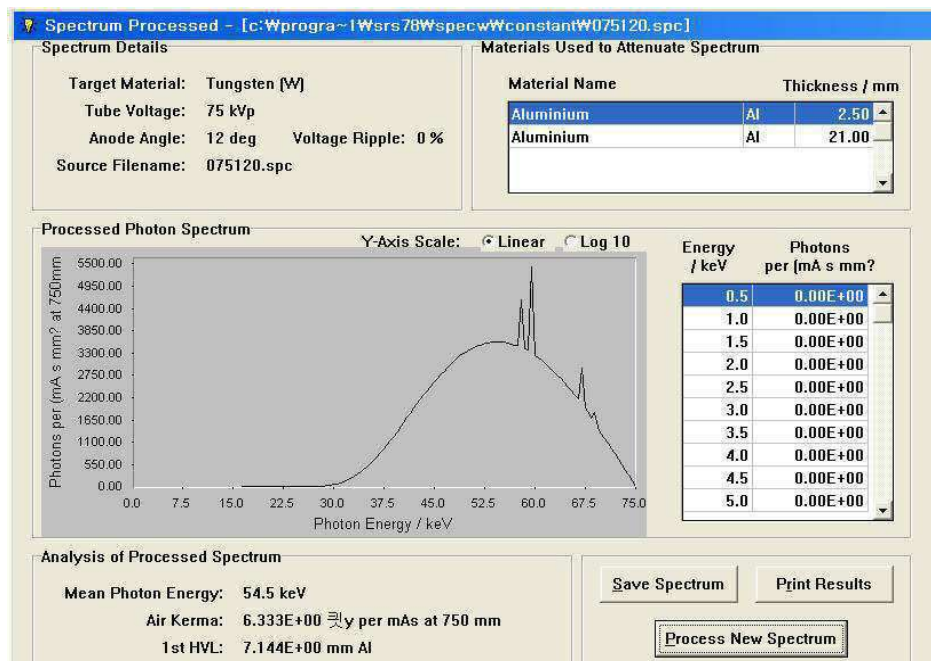 Spectrum Processed - [c:₩progra~1₩srs78₩specw₩constant₩075120.spc]
Spectrum Details
Target Material: Tungsten (W)
Tube Voltage: 75 kVp
Anode Angle: 12 deg Voltage Ripple: 0 %
Source Filename: 075120.spc
Materials Used to Attenuate Spectrum
Material Name Thickness / mm
Aluminium Al 2.50
Aluminium Al 21.00
Processed Photon Spectrum
Y-Axis Scale: Linear Log 10
Photons per (mA s mm? at 750mm
5500.00
4950.00
4400.00
3850.00
3300.00
2750.00
2200.00
1650.00
1100.00
550.00
0.00
0.0 7.5 15.0 22.5 30.0 37.5 45.0 52.5 60.0 67.5 75.0
Photon Energy / keV
Energy Photons
/ keV per (mA s mm?
0.5 0.00E+00
1.0 0.00E+00
1.5 0.00E+00
2.0 0.00E+00
2.5 0.00E+00
3.0 0.00E+00
3.5 0.00E+00
4.0 0.00E+00
4.5 0.00E+00
5.0 0.00E+00
Analysis of Processed Spectrum
Mean Photon Energy: 54.5 keV
Air Kerma: 6.333E+00 큇y per mAs at 750 mm
1st HVL: 7.144E+00 mm Al
Save Spectrum Print Results
Process New Spectrum